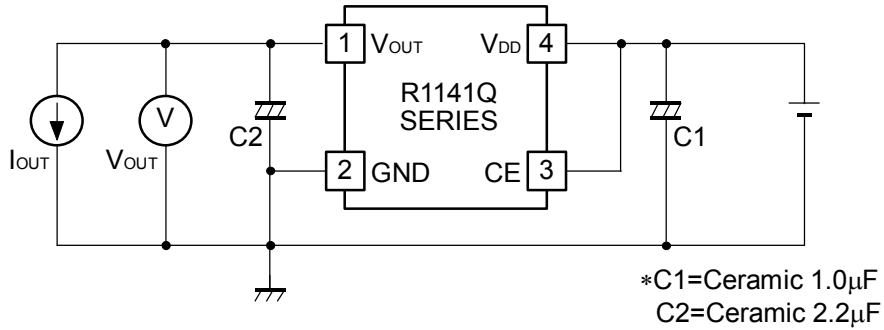 1 VOUT VDD 4
R1141Q
SERIES
IOUT VOUT V C2 C1
2 GND CE 3
*C1=Ceramic 1.0μF
C2=Ceramic 2.2μF